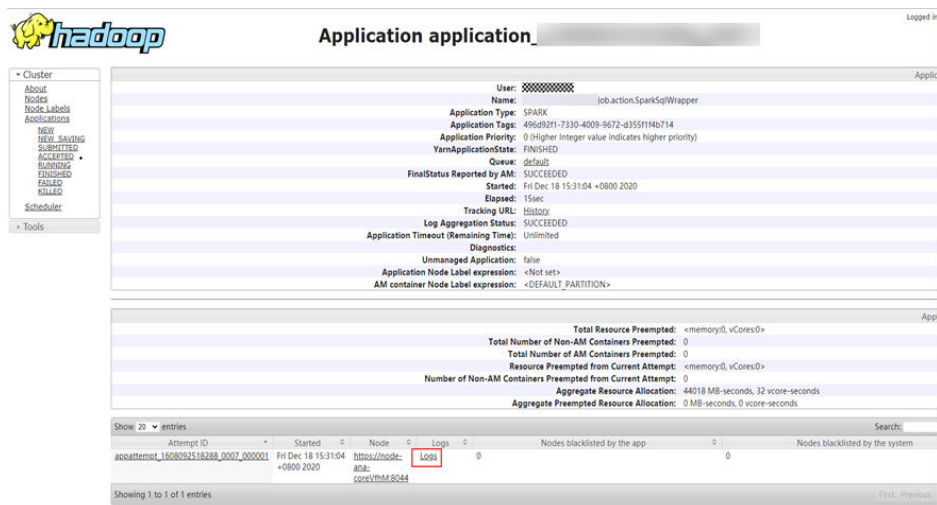 hadoop
Application application_
Logged in
Cluster
About
Nodes
Node Labels
Applications
NEW
NEW_SAVING
SUBMITTED
ACCEPTED
RUNNING
FINISHED
FAILED
KILLED
Scheduler
Tools
Applic
User:
Name: job.action.SparkSqlWrapper
Application Type: SPARK
Application Tags: 496d92f1-7330-4009-9672-d355f1f4b714
Application Priority: 0 (Higher Integer value indicates higher priority)
YarnApplicationState: FINISHED
Queue: default
FinalStatus Reported by AM: SUCCEEDED
Started: Fri Dec 18 15:31:04 +0800 2020
Elapsed: 15sec
Tracking URL: History
Log Aggregation Status: SUCCEEDED
Application Timeout (Remaining Time): Unlimited
Diagnostics:
Unmanaged Application: false
Application Node Label expression: <Not set>
AM container Node Label expression: <DEFAULT_PARTITION>
App
Total Resource Preempted: <memory:0, vCores:0>
Total Number of Non-AM Containers Preempted: 0
Total Number of AM Containers Preempted: 0
Resource Preempted from Current Attempt: <memory:0, vCores:0>
Number of Non-AM Containers Preempted from Current Attempt: 0
Aggregate Resource Allocation: 44018 MB-seconds, 32 vcore-seconds
Aggregate Preempted Resource Allocation: 0 MB-seconds, 0 vcore-seconds
Show 20 entries Search:
Attempt ID Started Node Logs Nodes blacklisted by the app Nodes blacklisted by the system
appattempt_1608092518288_0007_000001 Fri Dec 18 15:31:04 https://node- Logs 0 0
+0800 2020 ana-
coreVfhM:8044
Showing 1 to 1 of 1 entries First Previous